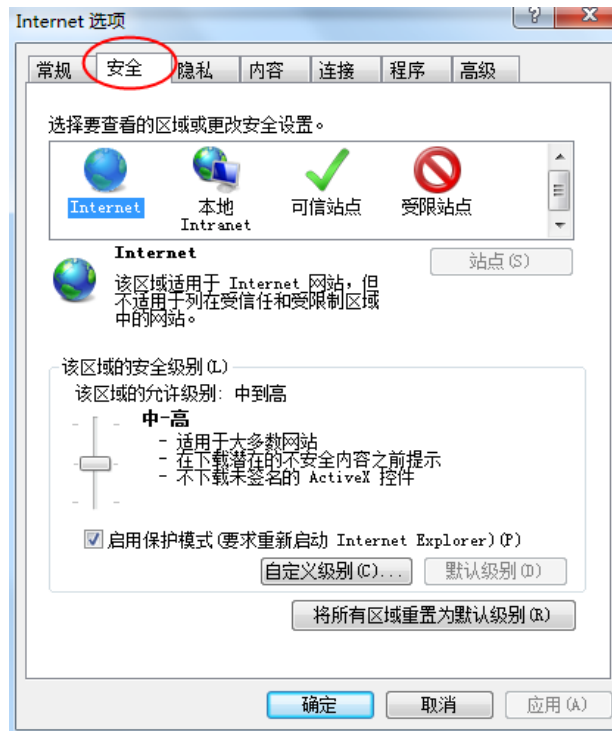 Internet 选项
?
常规 安全 隐私 内容 连接 程序 高级
选择要查看的区域或更改安全设置。
Internet 本地 可信站点 受限站点
Intranet
Internet
站点(S)
该区域适用于 Internet 网站，但
不适用于列在受信任和受限制区域
中的网站。
该区域的安全级别(L)
该区域的允许级别: 中到高
中-高
- 适用于大多数网站
- 在下载潜在的不安全内容之前提示
- 不下载未签名的 ActiveX 控件
启用保护模式(要求重新启动 Internet Explorer)(P)
自定义级别(C)... 默认级别(D)
将所有区域重置为默认级别(R)
确定 取消 应用(A)